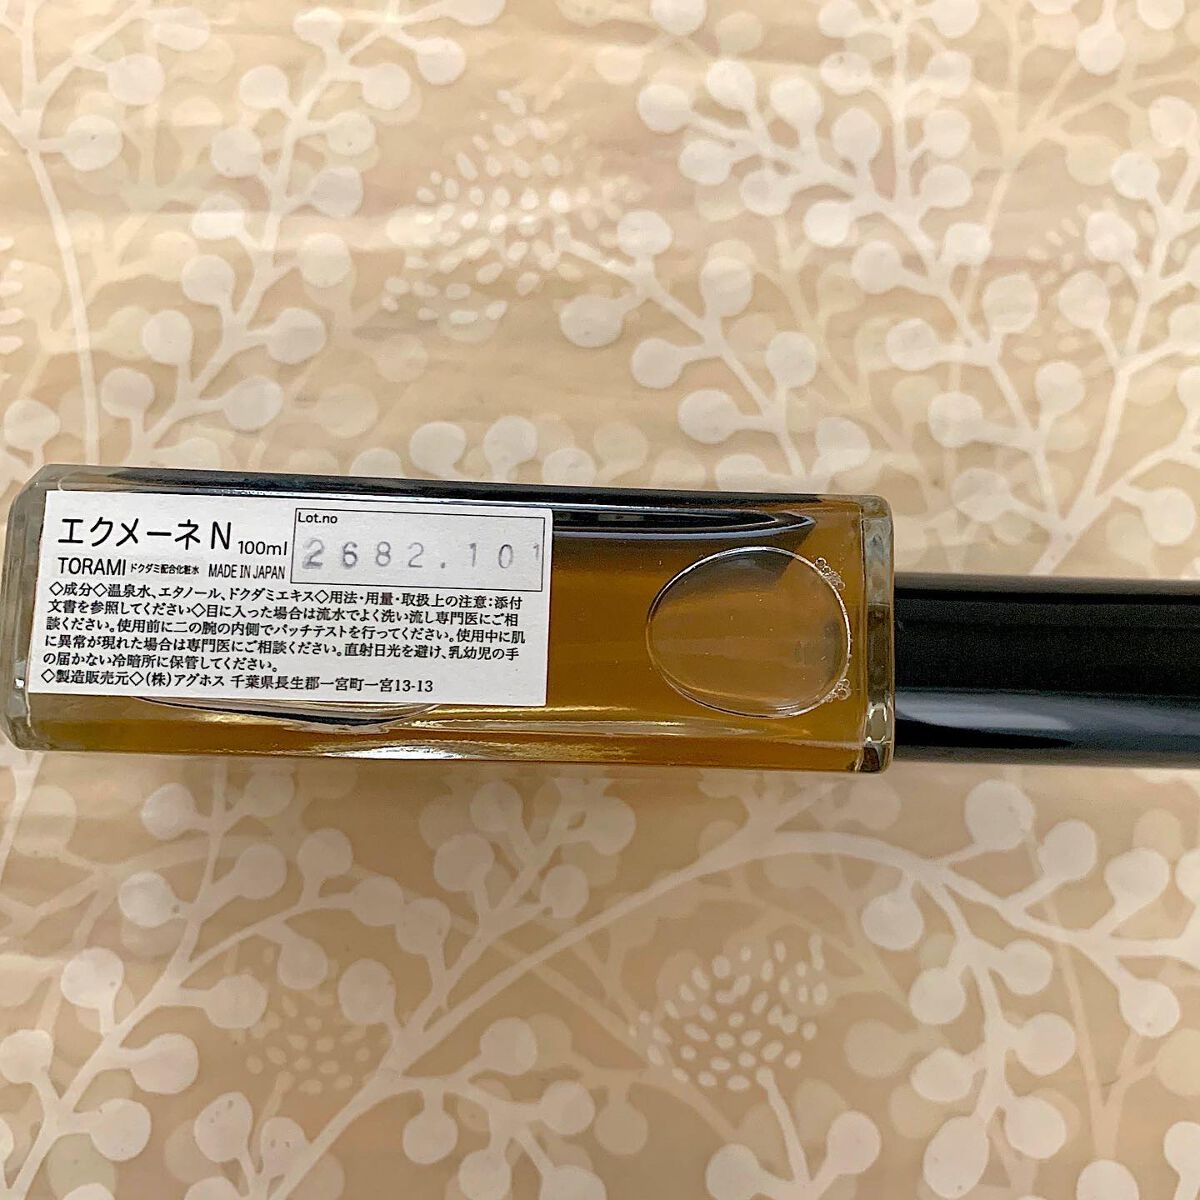 エクメーネ N 100ml
Lot.no
2682.101
TORAMI ドクダミ配合化粧水 MADE IN JAPAN
◇成分◇温泉水、エタノール、ドクダミエキス◇用法・用量・取扱上の注意：添付
文書を参照してください◇目に入った場合は流水でよく洗い流し専門医にご相
談ください。使用前に二の腕の内側でパッチテストを行ってください。使用中に肌
に異常が現れた場合は専門医にご相談ください。直射日光を避け、乳幼児の手
の届かない冷暗所に保管してください。
◇製造販売元◇(株)アグホス 千葉県長生郡一宮町一宮13-13